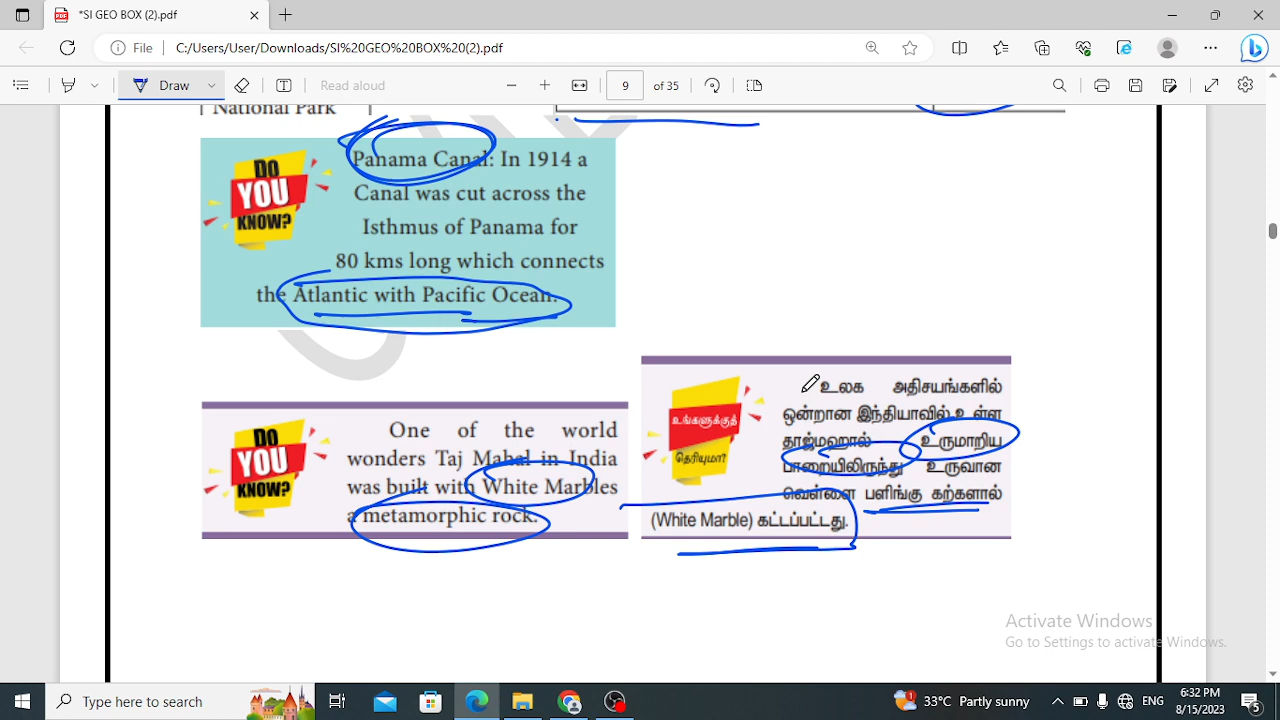 *SI GEO BOX (2).pdf
File C:/Users/User/Downloads/SI%20GEO%20BOX%20(2).pdf
Draw Read aloud 9 of 35
National Park
DO YOU KNOW?
Panama Canal: In 1914 a
Canal was cut across the
Isthmus of Panama for
80 kms long which connects
the Atlantic with Pacific Ocean.
DO YOU KNOW?
One of the world
wonders Taj Mahal in India
was built with White Marbles
a metamorphic rock.
உங்களுக்குத் தெரியுமா?
உலக அதிசயங்களில்
ஒன்றான இந்தியாவில் உள்ள
தாஜ்மஹால் உருமாறிய
பாறையிலிருந்து உருவான
வெள்ளை பளிங்கு கற்களால்
(White Marble) கட்டப்பட்டது.
Activate Windows
Go to Settings to activate Windows.
Type here to search
1 33°C Partly sunny ENG 6:32 PM
8/15/2023 5